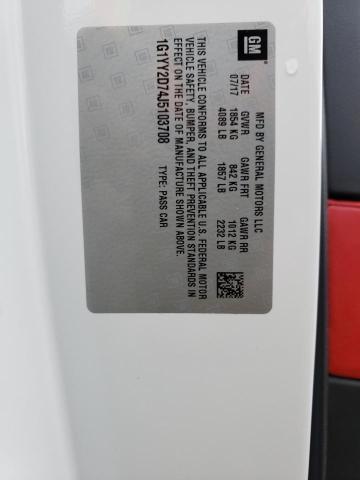 GM
MFD BY GENERAL MOTORS LLC
DATE GVWR GAWR FRT GAWR RR
07/17 1854 KG 842 KG 1012 KG
4089 LB 1857 LB 2232 LB
THIS VEHICLE CONFORMS TO ALL APPLICABLE U.S. FEDERAL MOTOR
VEHICLE SAFETY, BUMPER, AND THEFT PREVENTION STANDARDS IN
EFFECT ON THE DATE OF MANUFACTURE SHOWN ABOVE.
1G1YY2D74J5103708 TYPE: PASS CAR